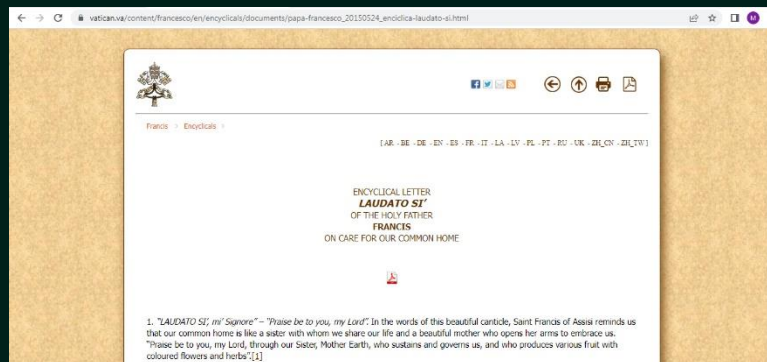 vatican.va/content/francesco/en/encyclicals/documents/papa-francesco_20150524_enciclica-laudato-si.html
M
Francis Encyclicals
[ AR - BE - DE - EN - ES - FR - IT - LA - LV - PL - PT - RU - UK - ZH_CN - ZH_TW ]
ENCYCLICAL LETTER
LAUDATO SI’
OF THE HOLY FATHER
FRANCIS
ON CARE FOR OUR COMMON HOME
1. “LAUDATO SI’, mi’ Signore” – “Praise be to you, my Lord”. In the words of this beautiful canticle, Saint Francis of Assisi reminds us
that our common home is like a sister with whom we share our life and a beautiful mother who opens her arms to embrace us.
“Praise be to you, my Lord, through our Sister, Mother Earth, who sustains and governs us, and who produces various fruit with
coloured flowers and herbs”.[1]